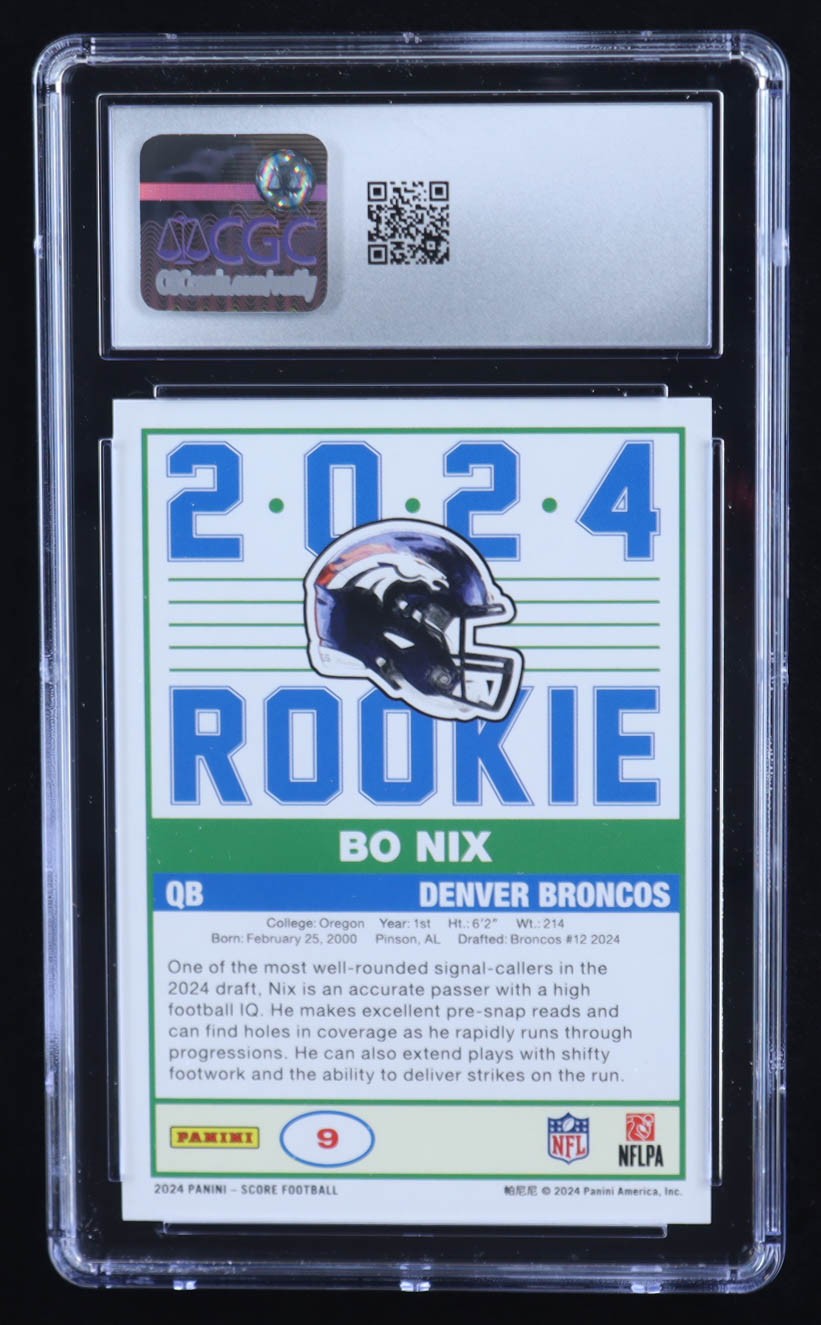 CGC
2·0·2·4
ROOKIE
BO NIX
QB DENVER BRONCOS
College: Oregon Year: 1st Ht.: 6'2" Wt.: 214
Born: February 25, 2000 Pinson, AL Drafted: Broncos #12 2024
One of the most well-rounded signal-callers in the
2024 draft, Nix is an accurate passer with a high
football IQ. He makes excellent pre-snap reads and
can find holes in coverage as he rapidly runs through
progressions. He can also extend plays with shifty
footwork and the ability to deliver strikes on the run.
PANINI 9 NFL NFLPA
2024 PANINI – SCORE FOOTBALL 帕尼尼 © 2024 Panini America, Inc.